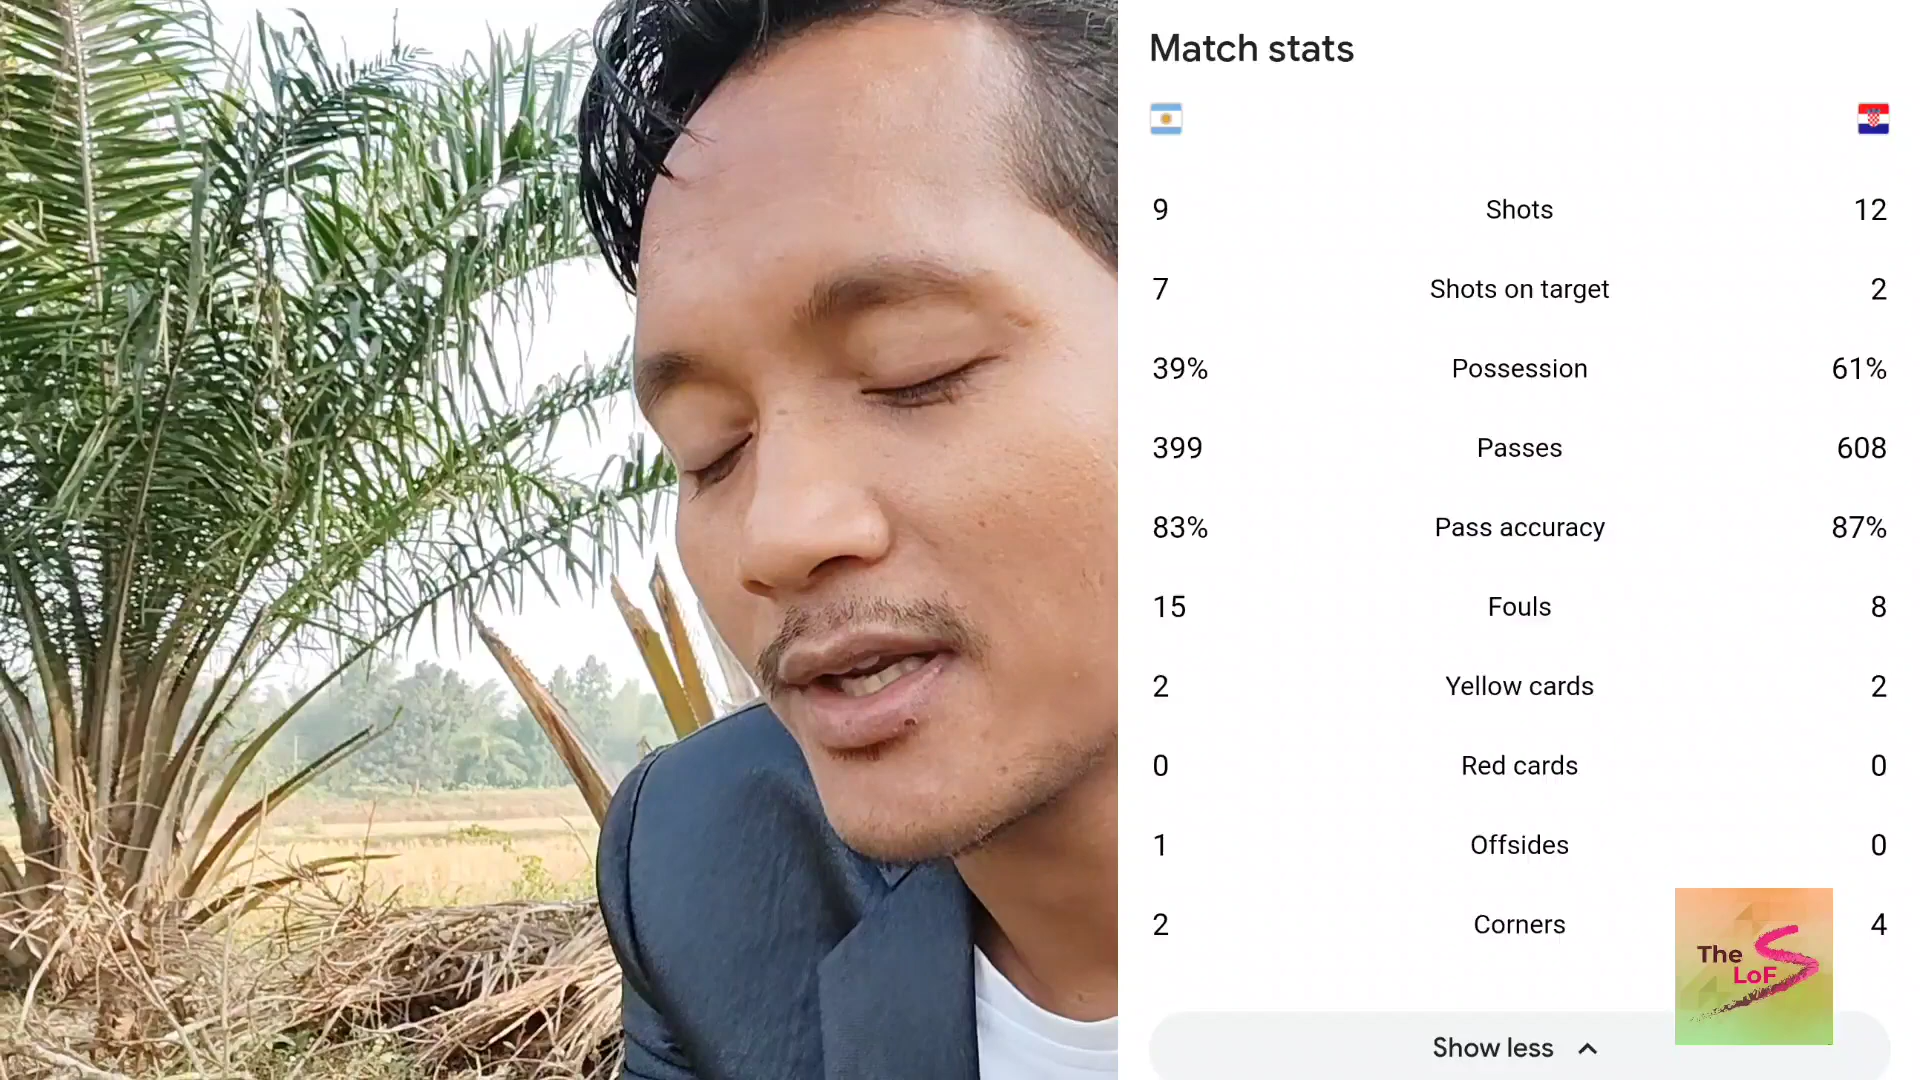 Match stats
9 Shots 12
7 Shots on target 2
39% Possession 61%
399 Passes 608
83% Pass accuracy 87%
15 Fouls 8
2 Yellow cards 2
0 Red cards 0
1 Offsides 0
2 Corners 4
The S
LoF
Show less